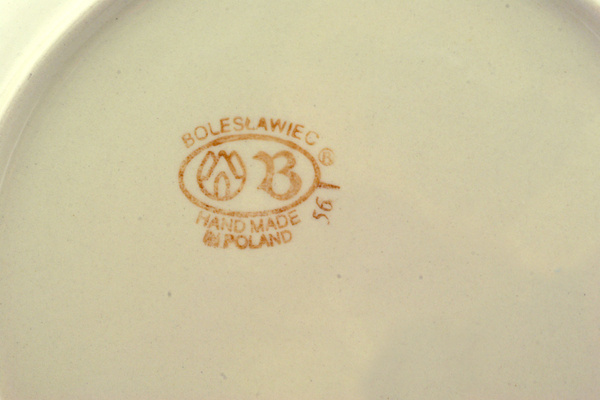 BOLESŁAWIEC
®
B
56
HAND MADE
IN POLAND